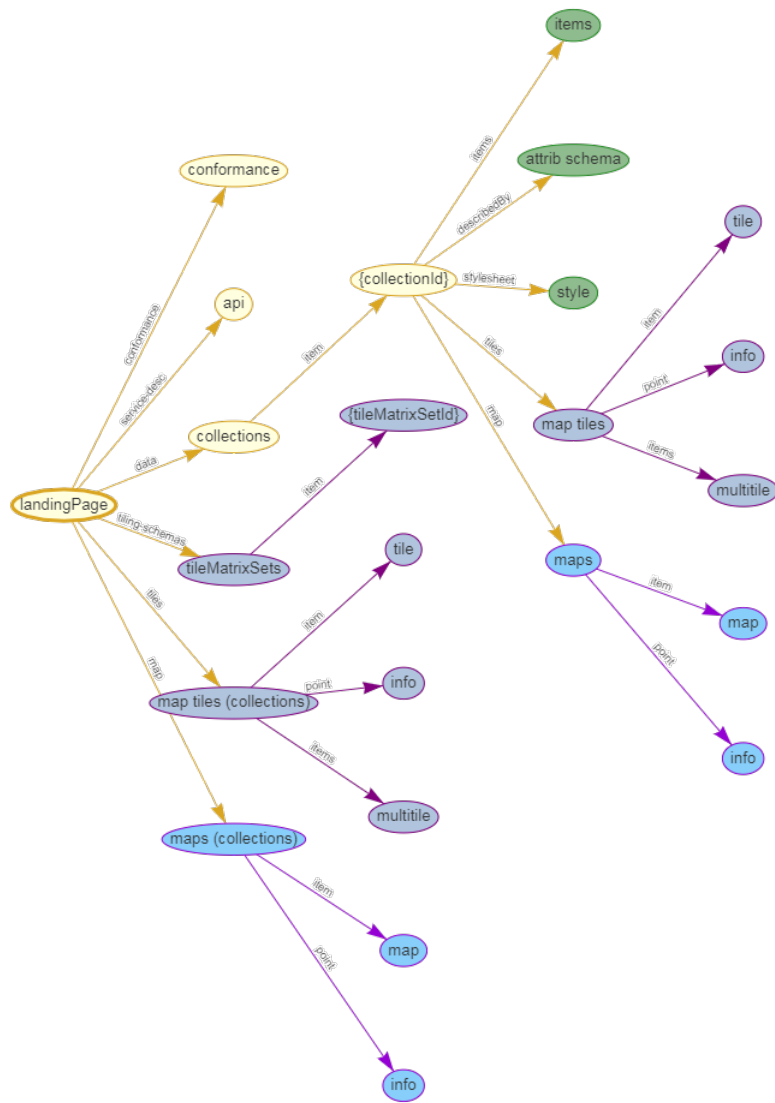 items
items
attrib schema
conformance
describedBy
tile
{collectionId}
stylesheet
style
api
conformance
item
service-desc
item
tiles
point
info
map
map tiles
{tileMatrixSetId}
collections
items
data
item
multitile
landingPage
tiling-schemas
tileMatrixSets
tile
maps
item
map
tiles
item
point
map
point
info
map tiles (collections)
items
info
multitile
maps (collections)
item
map
point
info